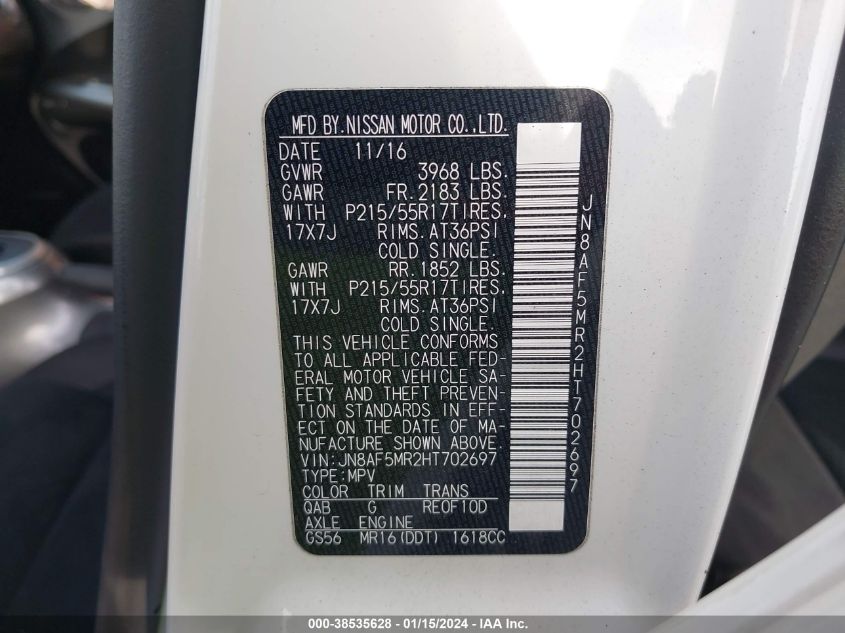 MFD BY.NISSAN MOTOR CO.,LTD.
DATE 11/16
GVWR 3968 LBS.
GAWR FR.2183 LBS.
WITH P215/55R17TIRES.
17X7J RIMS.AT36PSI
COLD SINGLE.
GAWR RR.1852 LBS.
WITH P215/55R17TIRES.
17X7J RIMS.AT36PSI
COLD SINGLE.
THIS VEHICLE CONFORMS
TO ALL APPLICABLE FED-
ERAL MOTOR VEHICLE SA-
FETY AND THEFT PREVEN-
TION STANDARDS IN EFF-
ECT ON THE DATE OF MA-
NUFACTURE SHOWN ABOVE.
VIN:JN8AF5MR2HT702697
TYPE:MPV
COLOR TRIM TRANS
QAB G RE0F10D
AXLE ENGINE
GS56 MR16(DDT) 1618CC
JN8AF5MR2HT702697
000-38535628 - 01/15/2024 - IAA Inc.